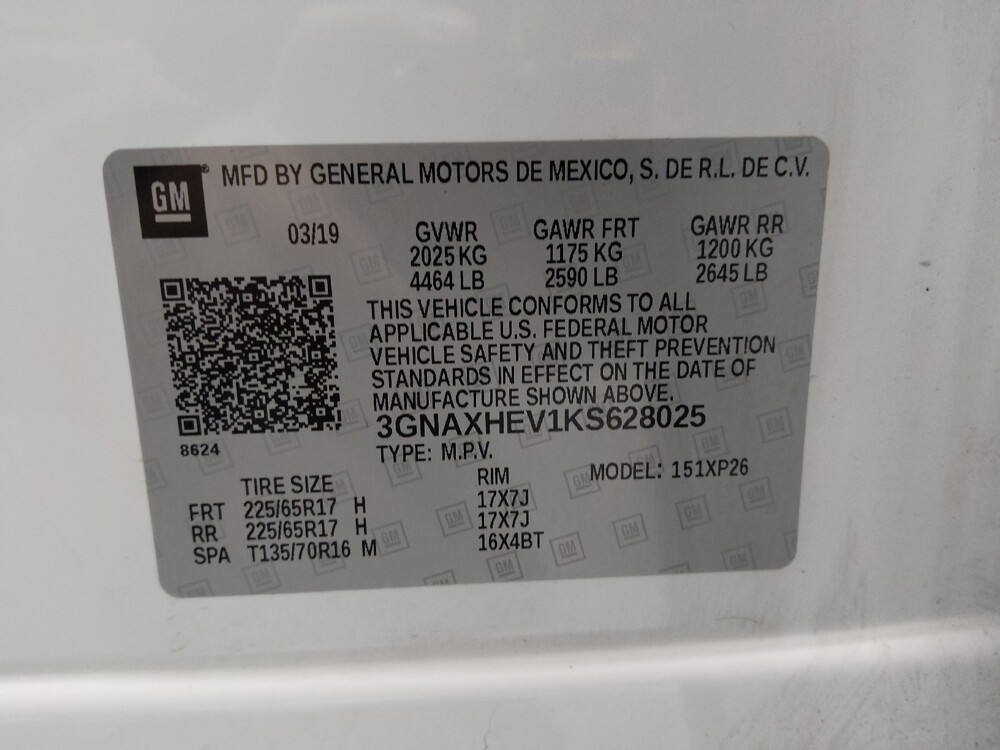 GM MFD BY GENERAL MOTORS DE MEXICO, S. DE R.L. DE C.V.
03/19 GVWR GAWR FRT GAWR RR
2025 KG 1175 KG 1200 KG
4464 LB 2590 LB 2645 LB
THIS VEHICLE CONFORMS TO ALL
APPLICABLE U.S. FEDERAL MOTOR
VEHICLE SAFETY AND THEFT PREVENTION
STANDARDS IN EFFECT ON THE DATE OF
MANUFACTURE SHOWN ABOVE.
3GNAXHEV1KS628025
8624 TYPE: M.P.V.
TIRE SIZE RIM MODEL: 151XP26
FRT 225/65R17 H 17X7J
RR 225/65R17 H 17X7J
SPA T135/70R16 M 16X4BT